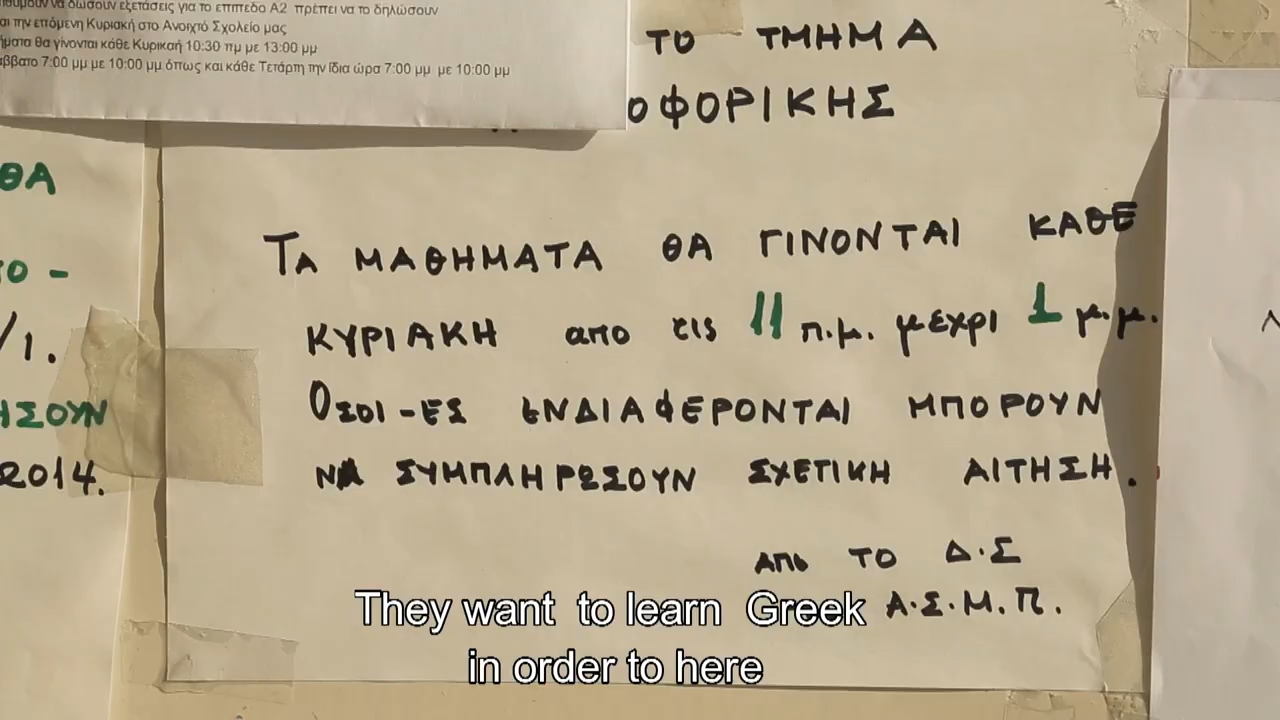 να δώσουν εξετάσεις για το επίπεδο Α2 πρέπει να το δηλώσουν
την επόμενη Κυριακή στο Ανοιχτό Σχολείο μας
θα γίνονται κάθε Κυρικαή 10:30 πμ με 13:00 μμ
7:00 μμ με 10:00 μμ όπως και κάθε Τετάρτη την ίδια ώρα 7:00 μμ με 10:00 μμ
ΤΟ ΤΜΗΜΑ
ΟΦΟΡΙΚΗΣ
ΘΑ
ΤΑ ΜΑΘΗΜΑΤΑ ΘΑ ΓΙΝΟΝΤΑΙ ΚΑΘΕ
ΚΥΡΙΑΚΗ απο τις 11 π.μ. μεχρι 1 μ.μ.
/1.
ΟΣΟΙ-ΕΣ ΕΝΔΙΑΦΕΡΟΝΤΑΙ ΜΠΟΡΟΥΝ
ΗΣΟΥΝ
ΝΑ ΣΥΜΠΛΗΡΩΣΟΥΝ ΣΧΕΤΙΚΗ ΑΙΤΗΣΗ.
2014.
ΑΠΟ ΤΟ Δ.Σ
Α.Σ.Μ.Π.
They want to learn Greek
in order to here